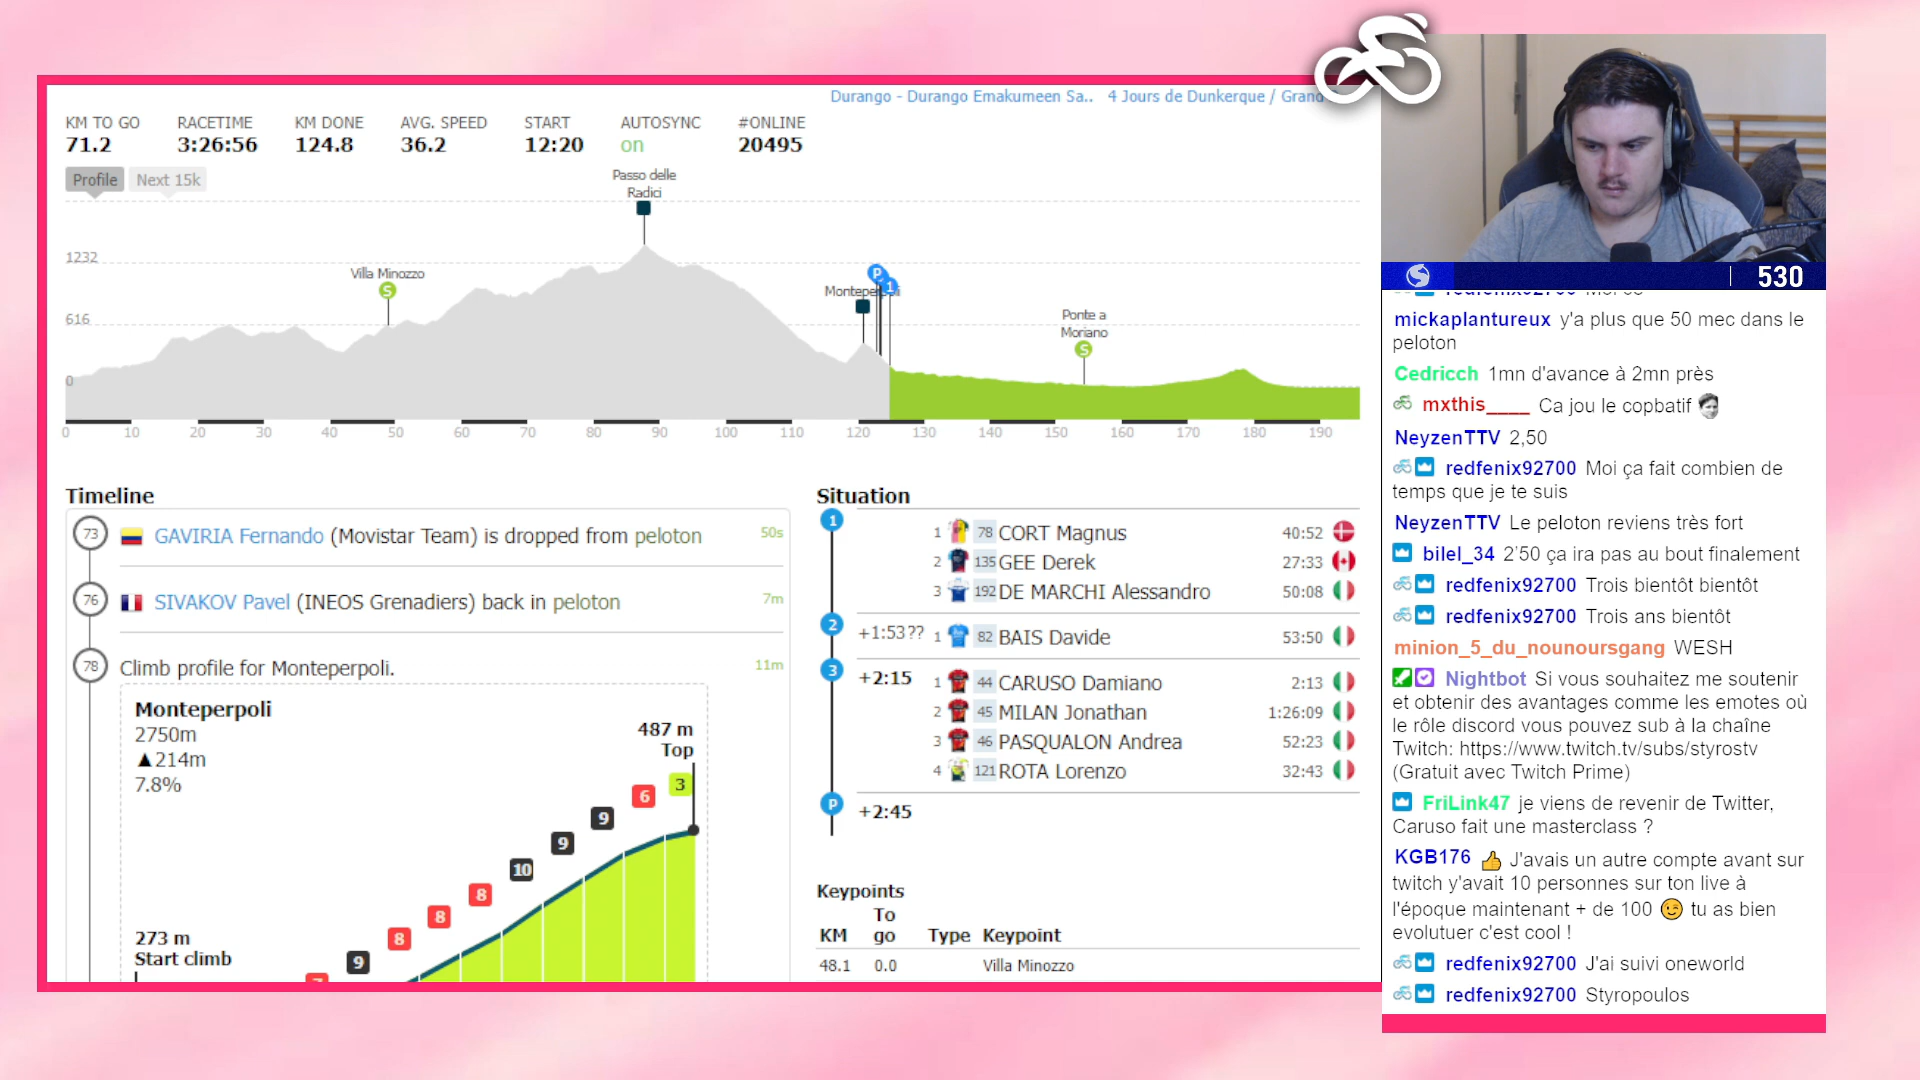 Durango - Durango Emakumeen Sa..  4 Jours de Dunkerque / Grand
KM TO GO  RACETIME  KM DONE  AVG. SPEED  START  AUTOSYNC  #ONLINE
71.2  3:26:56  124.8  36.2  12:20  on  20495
Profile  Next 15k
Passo delle
Radici
1232
Villa Minozzo
S
P
1
616
Ponte a
Moriano
S
0
0 10 20 30 40 50 60 70 80 90 100 110 120 130 140 150 160 170 180 190
Timeline
73 GAVIRIA Fernando (Movistar Team) is dropped from peloton 50s
76 SIVAKOV Pavel (INEOS Grenadiers) back in peloton 7m
78 Climb profile for Monteperpoli. 11m
Monteperpoli
2750m
▲214m
7.8%
487 m
Top
3
6
9
9
10
8
8
8
9
273 m
Start climb
Situation
1
1 78 CORT Magnus 40:52
2 135 GEE Derek 27:33
3 192 DE MARCHI Alessandro 50:08
2 +1:53?? 1 82 BAIS Davide 53:50
3 +2:15 1 44 CARUSO Damiano 2:13
2 45 MILAN Jonathan 1:26:09
3 46 PASQUALON Andrea 52:23
4 121 ROTA Lorenzo 32:43
P +2:45
Keypoints
KM  To go  Type  Keypoint
48.1  0.0  Villa Minozzo
530
mickaplantureux y'a plus que 50 mec dans le
peloton
Cedricch 1mn d'avance à 2mn près
mxthis____ Ca jou le copbatif
NeyzenTTV 2,50
redfenix92700 Moi ça fait combien de
temps que je te suis
NeyzenTTV Le peloton reviens très fort
bilel_34 2'50 ça ira pas au bout finalement
redfenix92700 Trois bientôt bientôt
redfenix92700 Trois ans bientôt
minion_5_du_nounoursgang WESH
Nightbot Si vous souhaitez me soutenir
et obtenir des avantages comme les emotes où
le rôle discord vous pouvez sub à la chaîne
Twitch: https://www.twitch.tv/subs/styrostv
(Gratuit avec Twitch Prime)
FriLink47 je viens de revenir de Twitter,
Caruso fait une masterclass ?
KGB176 👍 J'avais un autre compte avant sur
twitch y'avait 10 personnes sur ton live à
l'époque maintenant + de 100 😉 tu as bien
evolutuer c'est cool !
redfenix92700 J'ai suivi oneworld
redfenix92700 Styropoulos